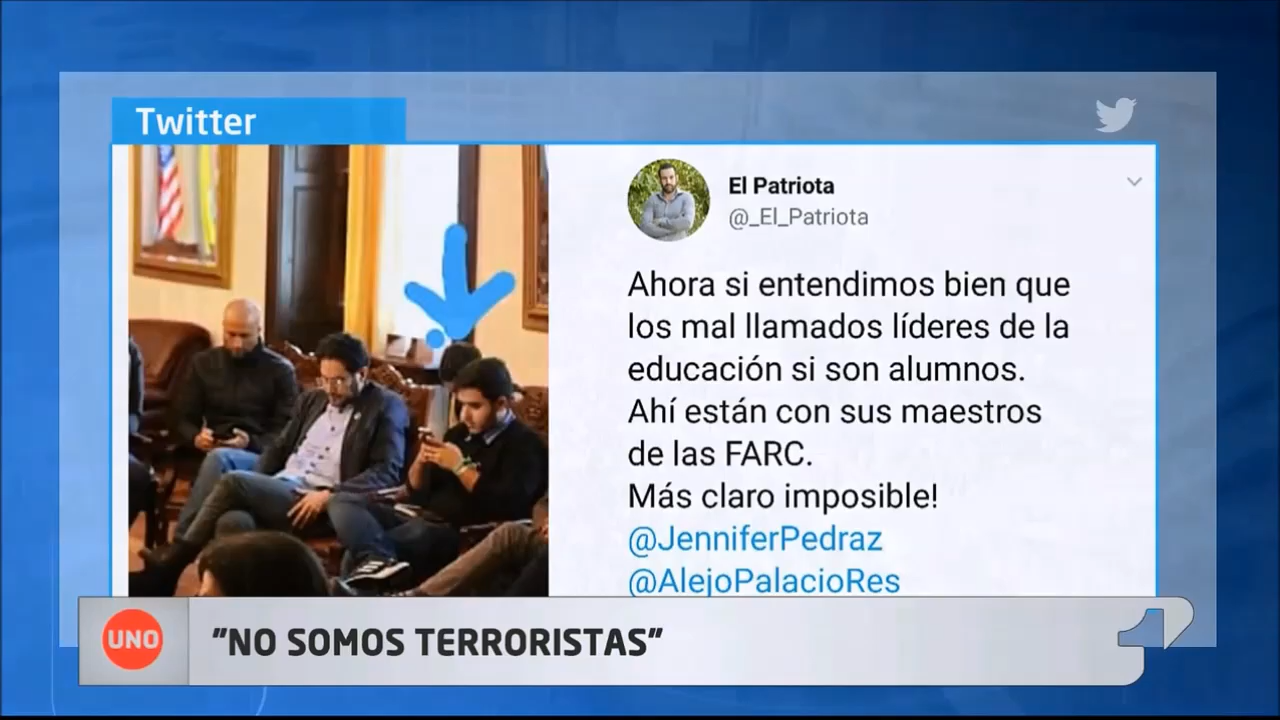 Twitter
El Patriota
@_El_Patriota
Ahora si entendimos bien que
los mal llamados líderes de la
educación si son alumnos.
Ahí están con sus maestros
de las FARC.
Más claro imposible!
@JenniferPedraz
@AlejoPalacioRes
UNO
"NO SOMOS TERRORISTAS"